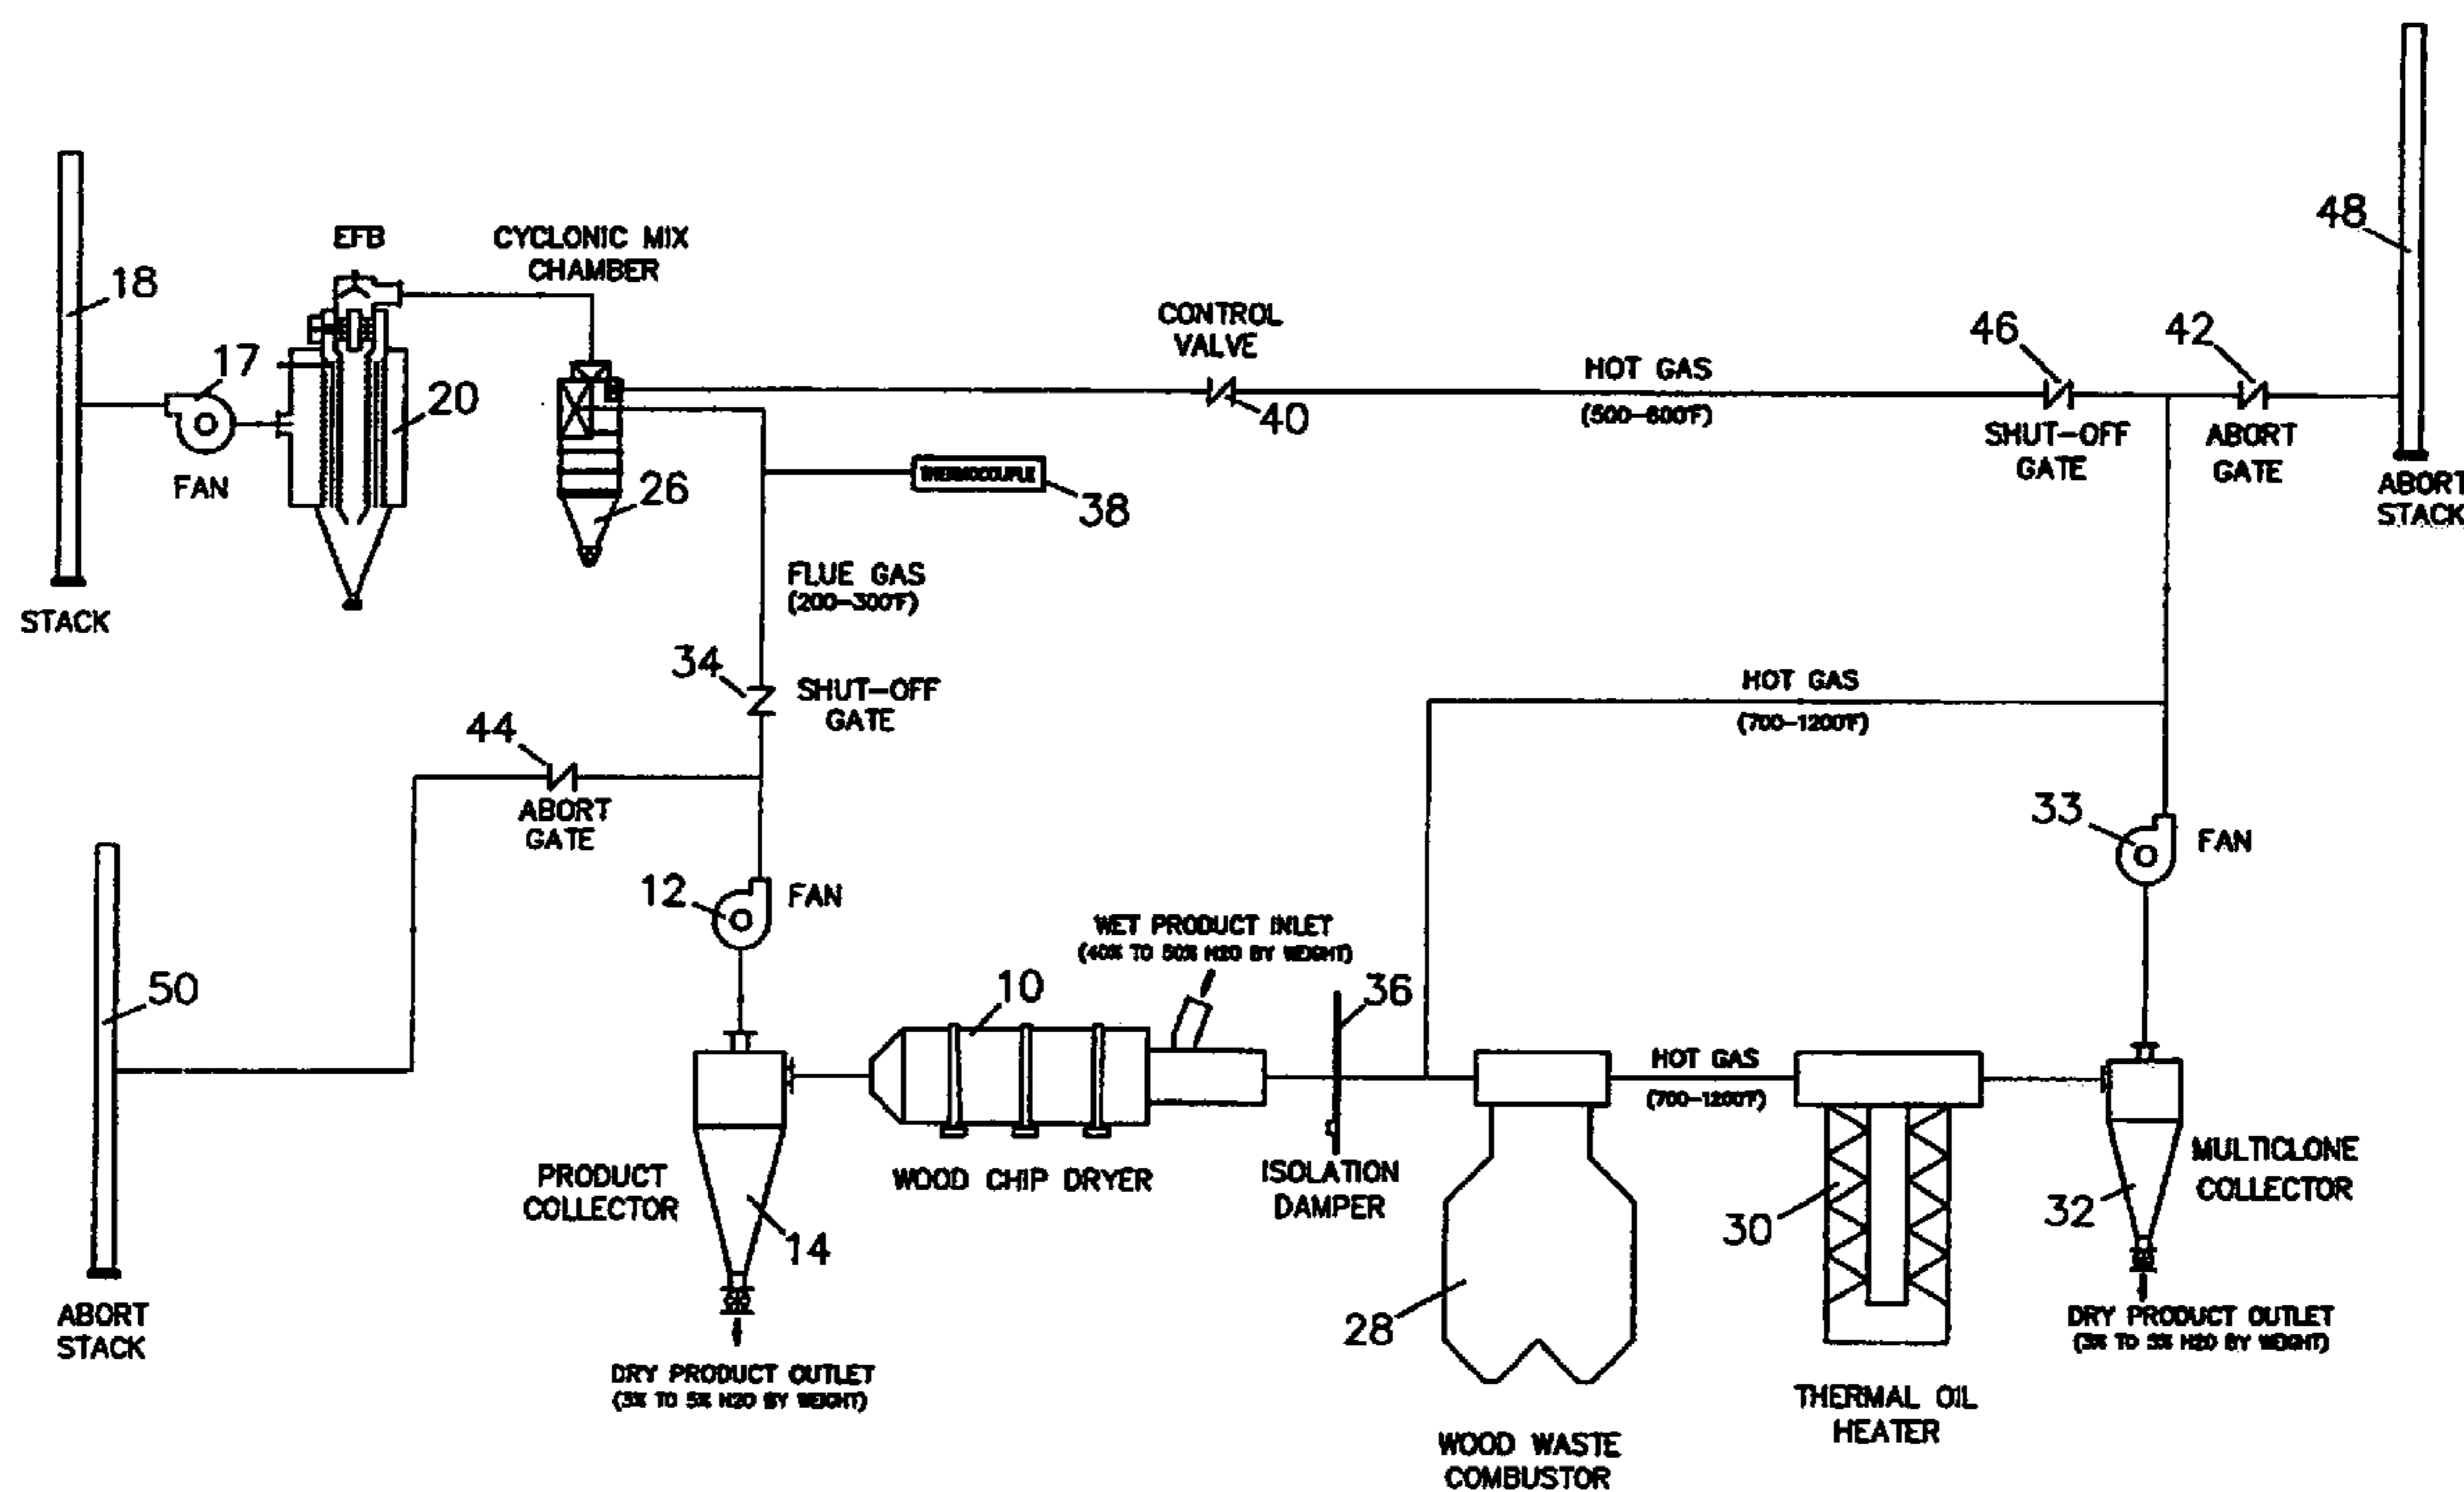 48
EFB
CYCLONIC MIX
CHAMBER
18
CONTROL
VALVE
46
42
17
HOT GAS
(500-600°F)
20
40
SHUT-OFF
GATE
ABORT
GATE
FAN
THERMOCOUPLE
26
38
ABORT
STACK
FLUE GAS
(200-300°F)
STACK
34
SHUT-OFF
GATE
HOT GAS
(700-1200°F)
44
ABORT
GATE
33
FAN
12
FAN
WET PRODUCT INLET
(40% TO 50% H2O BY WEIGHT)
50
10
36
HOT GAS
(700-1200°F)
PRODUCT
COLLECTOR
WOOD CHIP DRYER
ISOLATION
DAMPER
MULTICLONE
COLLECTOR
14
30
32
28
ABORT
STACK
DRY PRODUCT OUTLET
(3% TO 5% H2O BY WEIGHT)
DRY PRODUCT OUTLET
(3% TO 5% H2O BY WEIGHT)
THERMAL OIL
HEATER
WOOD WASTE
COMBUSTOR